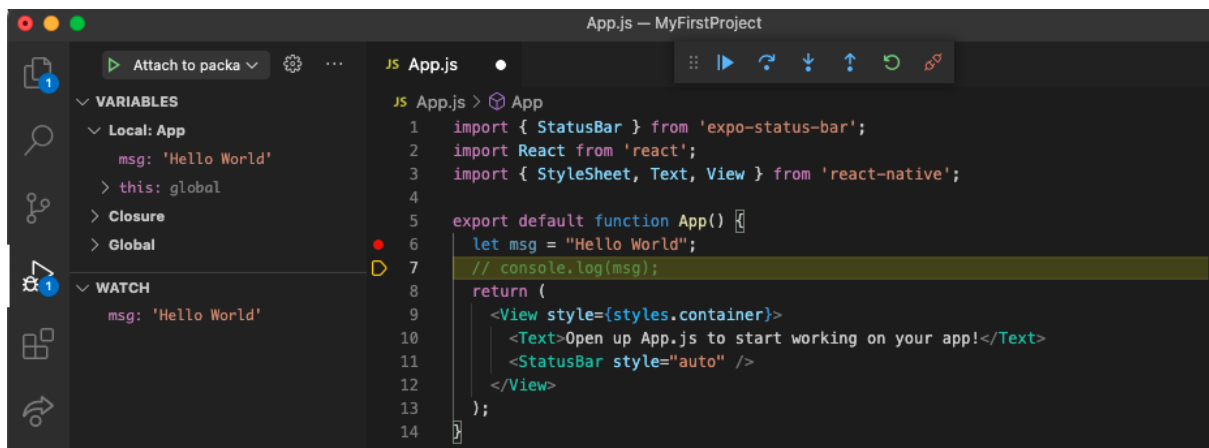 App.js — MyFirstProject
Attach to packa
JS App.js
1
VARIABLES
Local: App
msg: 'Hello World'
this: global
Closure
Global
1
WATCH
msg: 'Hello World'
JS App.js > App
1 import { StatusBar } from 'expo-status-bar';
2 import React from 'react';
3 import { StyleSheet, Text, View } from 'react-native';
4
5 export default function App() {
6 let msg = "Hello World";
7 // console.log(msg);
8 return (
9 <View style={styles.container}>
10 <Text>Open up App.js to start working on your app!</Text>
11 <StatusBar style="auto" />
12 </View>
13 );
14 }